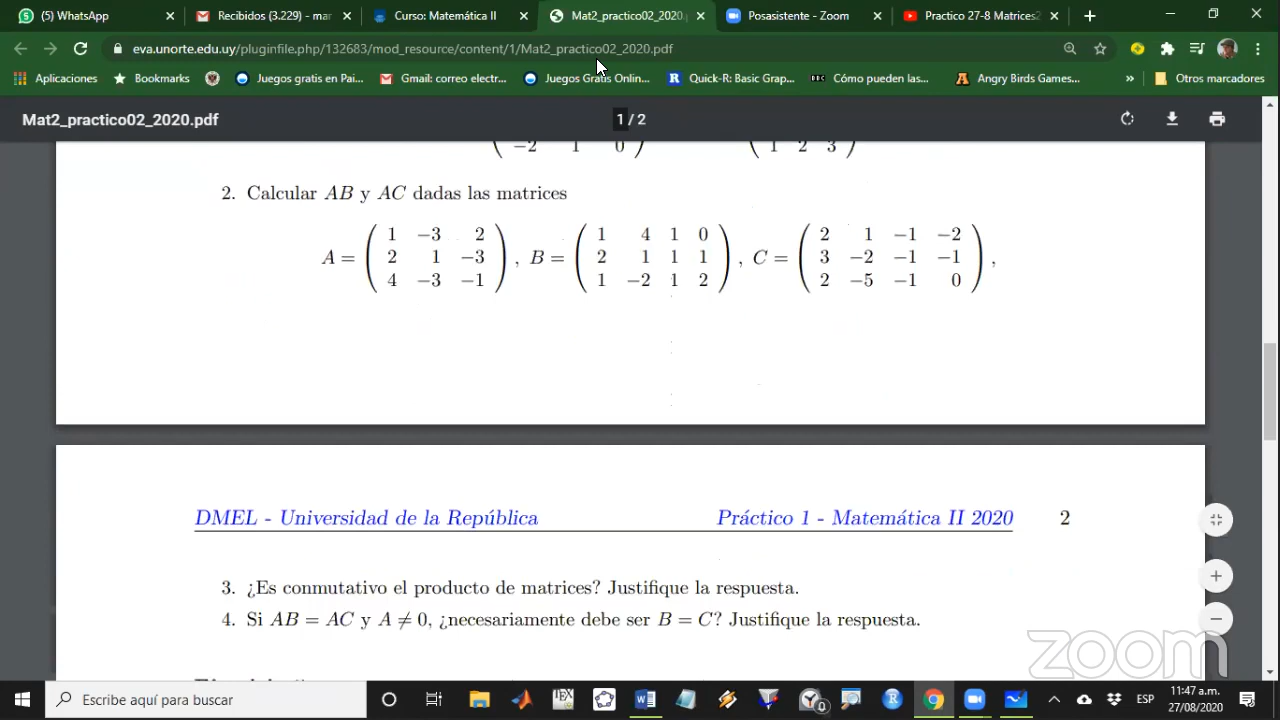 (5) WhatsApp
Recibidos (3.229) - mar
Curso: Matemática II
Mat2_practico02_2020.
Posasistente - Zoom
Practico 27-8 Matrices2
eva.unorte.edu.uy/pluginfile.php/132683/mod_resource/content/1/Mat2_practico02_2020.pdf
Aplicaciones
Bookmarks
Juegos gratis en Pai...
Gmail: correo electr...
Juegos Gratis Online...
Quick-R: Basic Grap...
Cómo pueden las...
Angry Birds Games...
»
Otros marcadores
Mat2_practico02_2020.pdf
1 / 2
−2 1 0
1 2 3
2. Calcular AB y AC dadas las matrices
1 −3 2 1 4 1 0 2 1 −1 −2
A = 2 1 −3 , B = 2 1 1 1 , C = 3 −2 −1 −1 ,
4 −3 −1 1 −2 1 2 2 −5 −1 0
DMEL - Universidad de la República Práctico 1 - Matemática II 2020 2
3. ¿Es conmutativo el producto de matrices? Justifique la respuesta.
4. Si AB = AC y A ≠ 0, ¿necesariamente debe ser B = C? Justifique la respuesta.
zoom
Escribe aquí para buscar
ESP
11:47 a.m.
27/08/2020